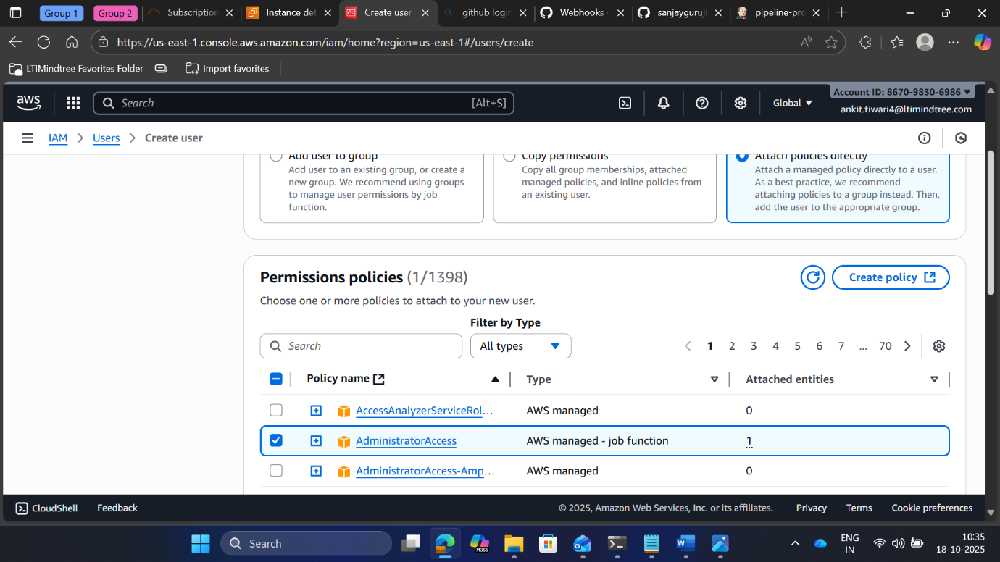 Group 1
Group 2
Subscription
Instance det
Create user
github login
Webhooks
sanjayguruji
pipeline-pro
https://us-east-1.console.aws.amazon.com/iam/home?region=us-east-1#/users/create
LTIMindtree Favorites Folder
Import favorites
aws
Search
[Alt+S]
Global
Account ID: 8670-9830-6986
ankit.tiwari4@ltimindtree.com
IAM
Users
Create user
Add user to group
Add user to an existing group, or create a
new group. We recommend using groups
to manage user permissions by job
function.
Copy permissions
Copy all group memberships, attached
managed policies, and inline policies from
an existing user.
Attach policies directly
Attach a managed policy directly to a user.
As a best practice, we recommend
attaching policies to a group instead. Then,
add the user to the appropriate group.
Permissions policies (1/1398)
Create policy
Choose one or more policies to attach to your new user.
Filter by Type
Search
All types
1 2 3 4 5 6 7 ... 70
Policy name
Type
Attached entities
AccessAnalyzerServiceRol...
AWS managed
0
AdministratorAccess
AWS managed - job function
1
AdministratorAccess-Amp...
AWS managed
0
CloudShell
Feedback
© 2025, Amazon Web Services, Inc. or its affiliates.
Privacy
Terms
Cookie preferences
Search
M365
ENG
IN
10:35
18-10-2025